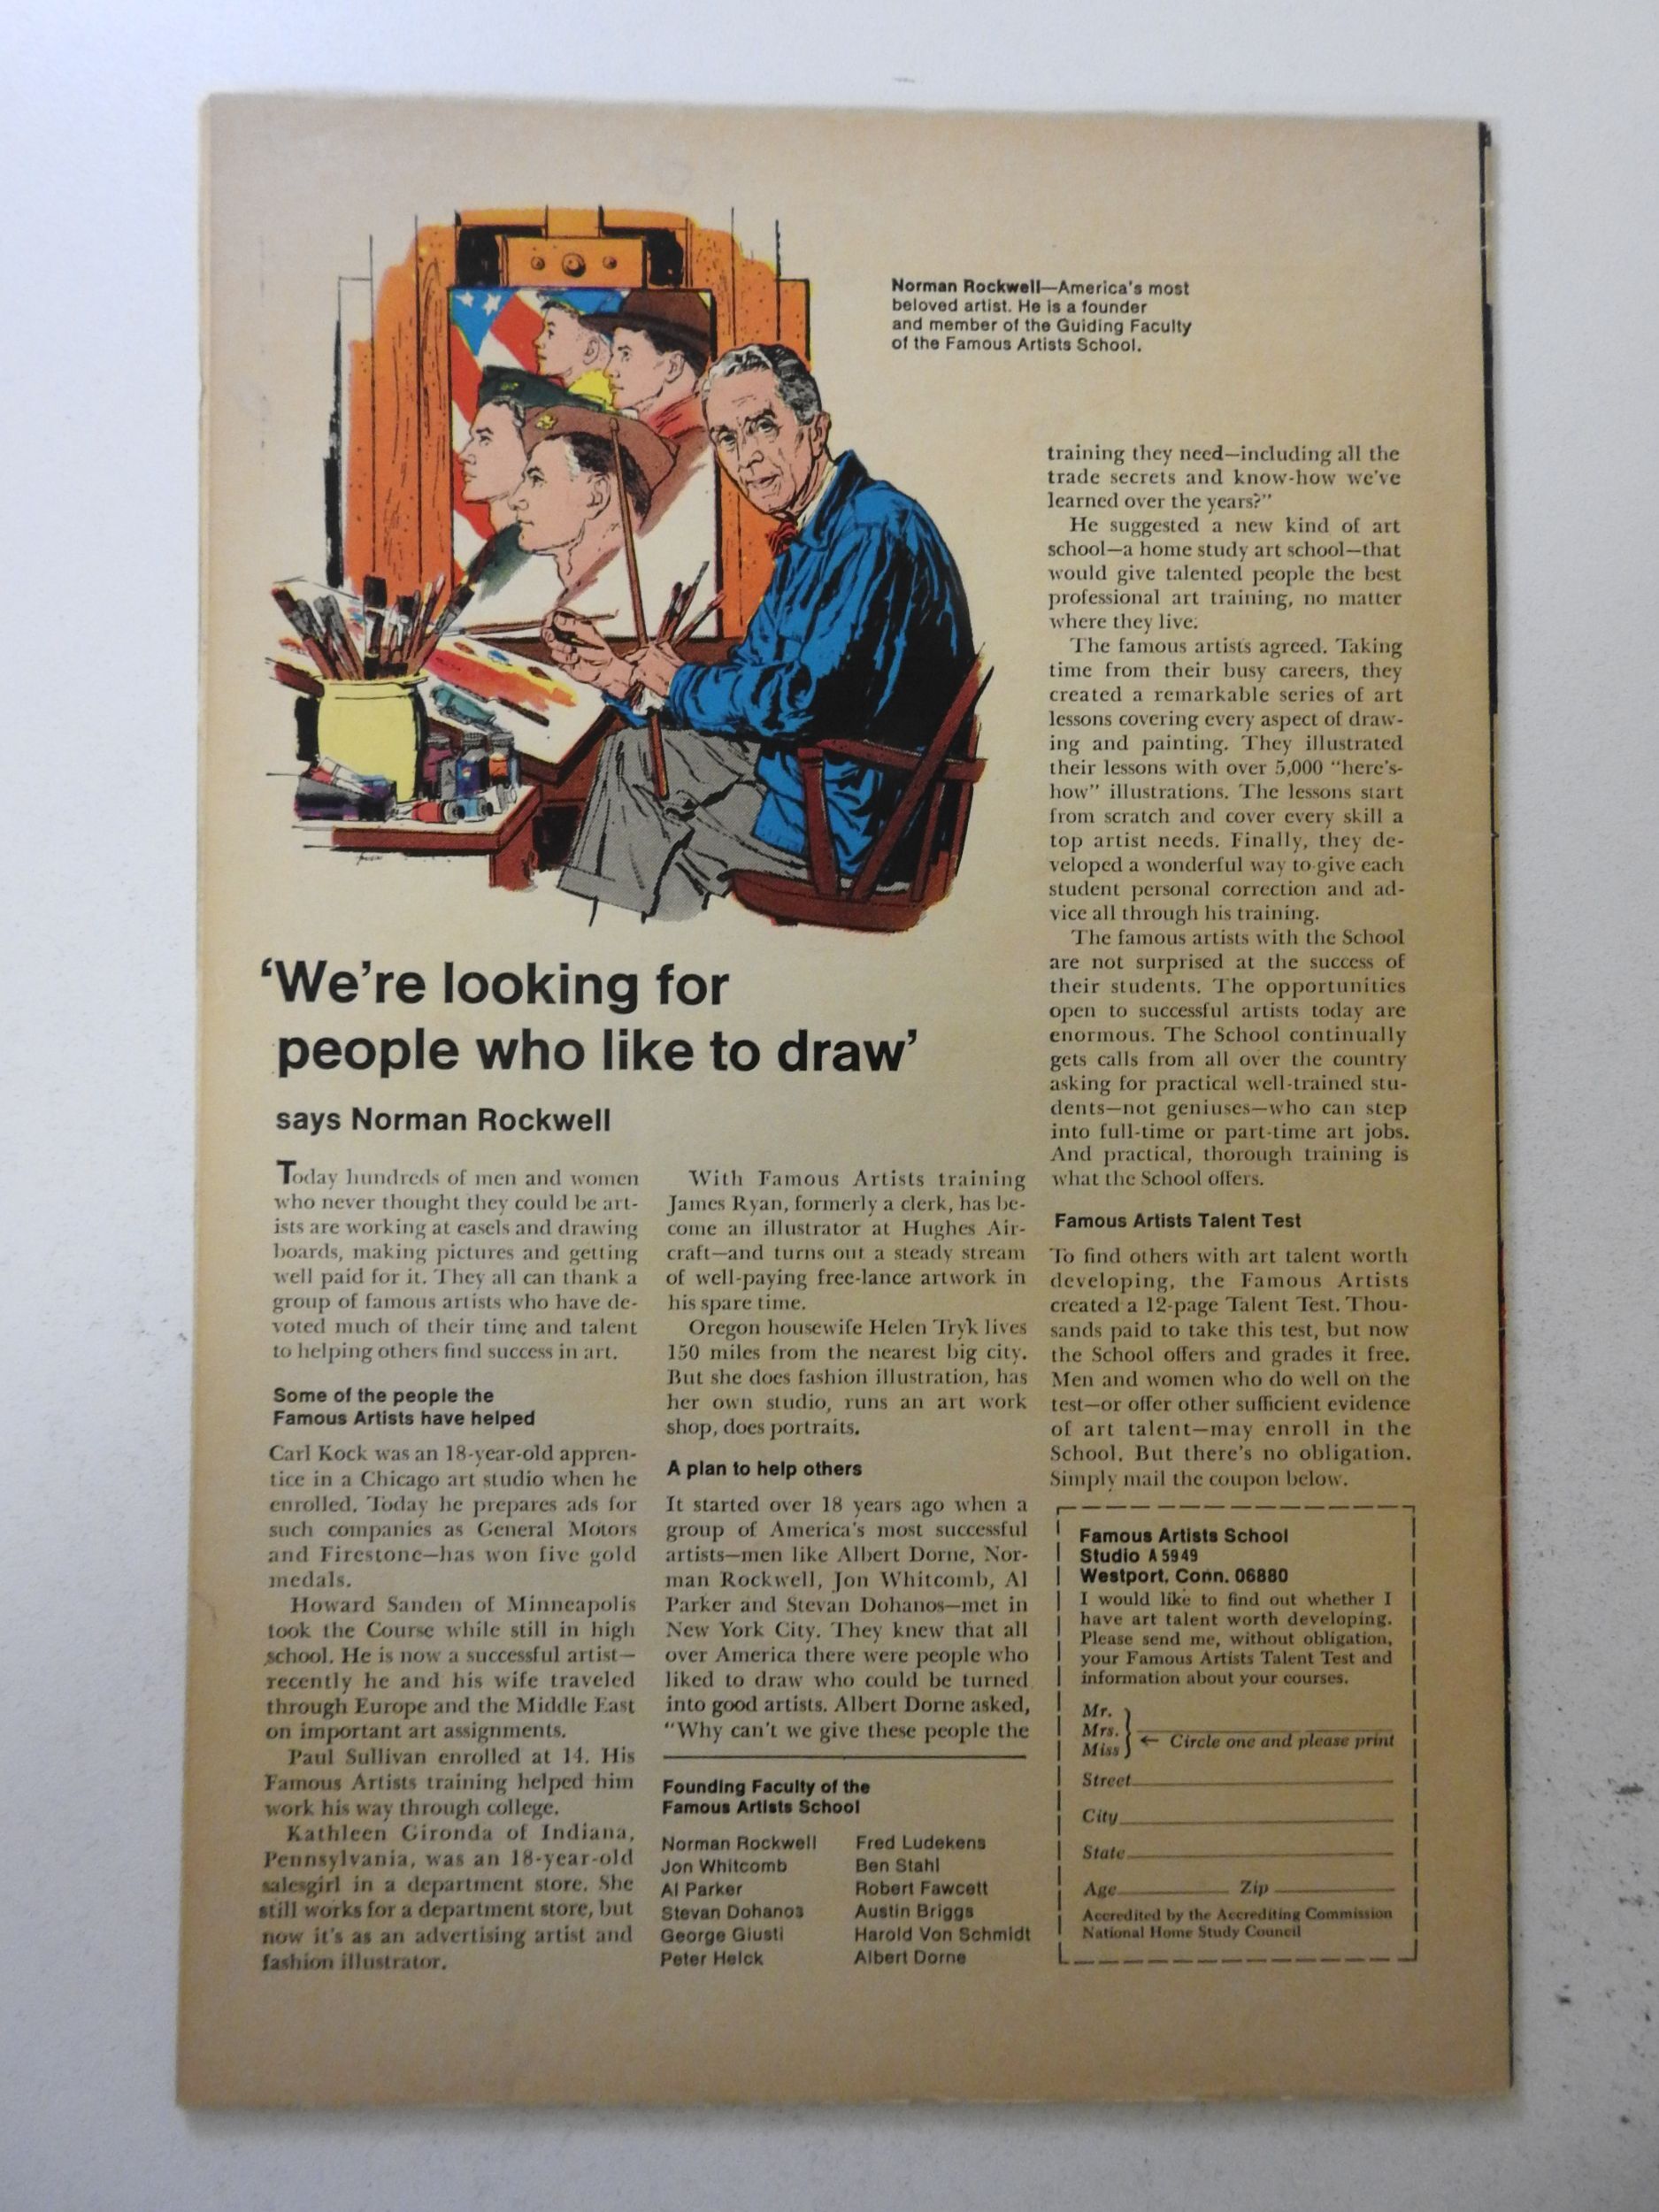 Norman Rockwell—America's most
beloved artist. He is a founder
and member of the Guiding Faculty
of the Famous Artists School.
'We're looking for
people who like to draw'
says Norman Rockwell
Today hundreds of men and women
who never thought they could be art-
ists are working at easels and drawing
boards, making pictures and getting
well paid for it. They all can thank a
group of famous artists who have de-
voted much of their time and talent
to helping others find success in art.
Some of the people the
Famous Artists have helped
Carl Kock was an 18-year-old appren-
tice in a Chicago art studio when he
enrolled. Today he prepares ads for
such companies as General Motors
and Firestone—has won five gold
medals.
Howard Sanden of Minneapolis
took the Course while still in high
school. He is now a successful artist—
recently he and his wife traveled
through Europe and the Middle East
on important art assignments.
Paul Sullivan enrolled at 14. His
Famous Artists training helped him
work his way through college.
Kathleen Gironda of Indiana,
Pennsylvania, was an 18-year-old
salesgirl in a department store. She
still works for a department store, but
now it's as an advertising artist and
fashion illustrator.
With Famous Artists training
James Ryan, formerly a clerk, has be-
come an illustrator at Hughes Air-
craft—and turns out a steady stream
of well-paying free-lance artwork in
his spare time.
Oregon housewife Helen Tryk lives
150 miles from the nearest big city.
But she does fashion illustration, has
her own studio, runs an art work
shop, does portraits.
A plan to help others
It started over 18 years ago when a
group of America's most successful
artists—men like Albert Dorne, Nor-
man Rockwell, Jon Whitcomb, Al
Parker and Stevan Dohanos—met in
New York City. They knew that all
over America there were people who
liked to draw who could be turned
into good artists. Albert Dorne asked,
"Why can't we give these people the
Founding Faculty of the
Famous Artists School
Norman Rockwell
Jon Whitcomb
Al Parker
Stevan Dohanos
George Giusti
Peter Helck
Fred Ludekens
Ben Stahl
Robert Fawcett
Austin Briggs
Harold Von Schmidt
Albert Dorne
training they need—including all the
trade secrets and know-how we've
learned over the years?"
He suggested a new kind of art
school—a home study art school—that
would give talented people the best
professional art training, no matter
where they live.
The famous artists agreed. Taking
time from their busy careers, they
created a remarkable series of art
lessons covering every aspect of draw-
ing and painting. They illustrated
their lessons with over 5,000 "here's-
how" illustrations. The lessons start
from scratch and cover every skill a
top artist needs. Finally, they de-
veloped a wonderful way to give each
student personal correction and ad-
vice all through his training.
The famous artists with the School
are not surprised at the success of
their students. The opportunities
open to successful artists today are
enormous. The School continually
gets calls from all over the country
asking for practical well-trained stu-
dents—not geniuses—who can step
into full-time or part-time art jobs.
And practical, thorough training is
what the School offers.
Famous Artists Talent Test
To find others with art talent worth
developing, the Famous Artists
created a 12-page Talent Test. Thou-
sands paid to take this test, but now
the School offers and grades it free.
Men and women who do well on the
test—or offer other sufficient evidence
of art talent—may enroll in the
School. But there's no obligation.
Simply mail the coupon below.
Famous Artists School
Studio A5949
Westport, Conn. 06880
I would like to find out whether I
have art talent worth developing.
Please send me, without obligation,
your Famous Artists Talent Test and
information about your courses.
Mr.
Mrs.
Miss
← Circle one and please print
Street
City
State
Age Zip
Accredited by the Accrediting Commission
National Home Study Council